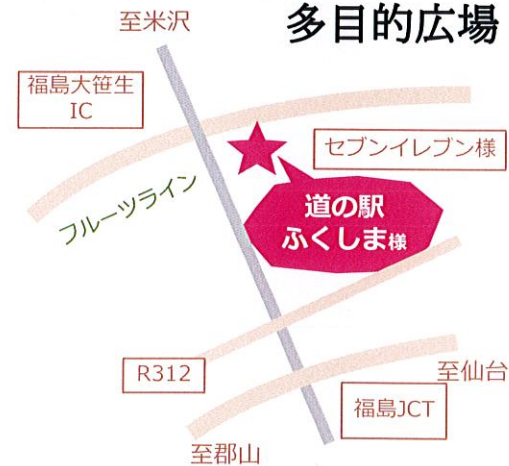 至米沢
多目的広場
福島大笹生
IC
セブンイレブン様
フルーツライン
道の駅
ふくしま様
R312
至仙台
福島JCT
至郡山